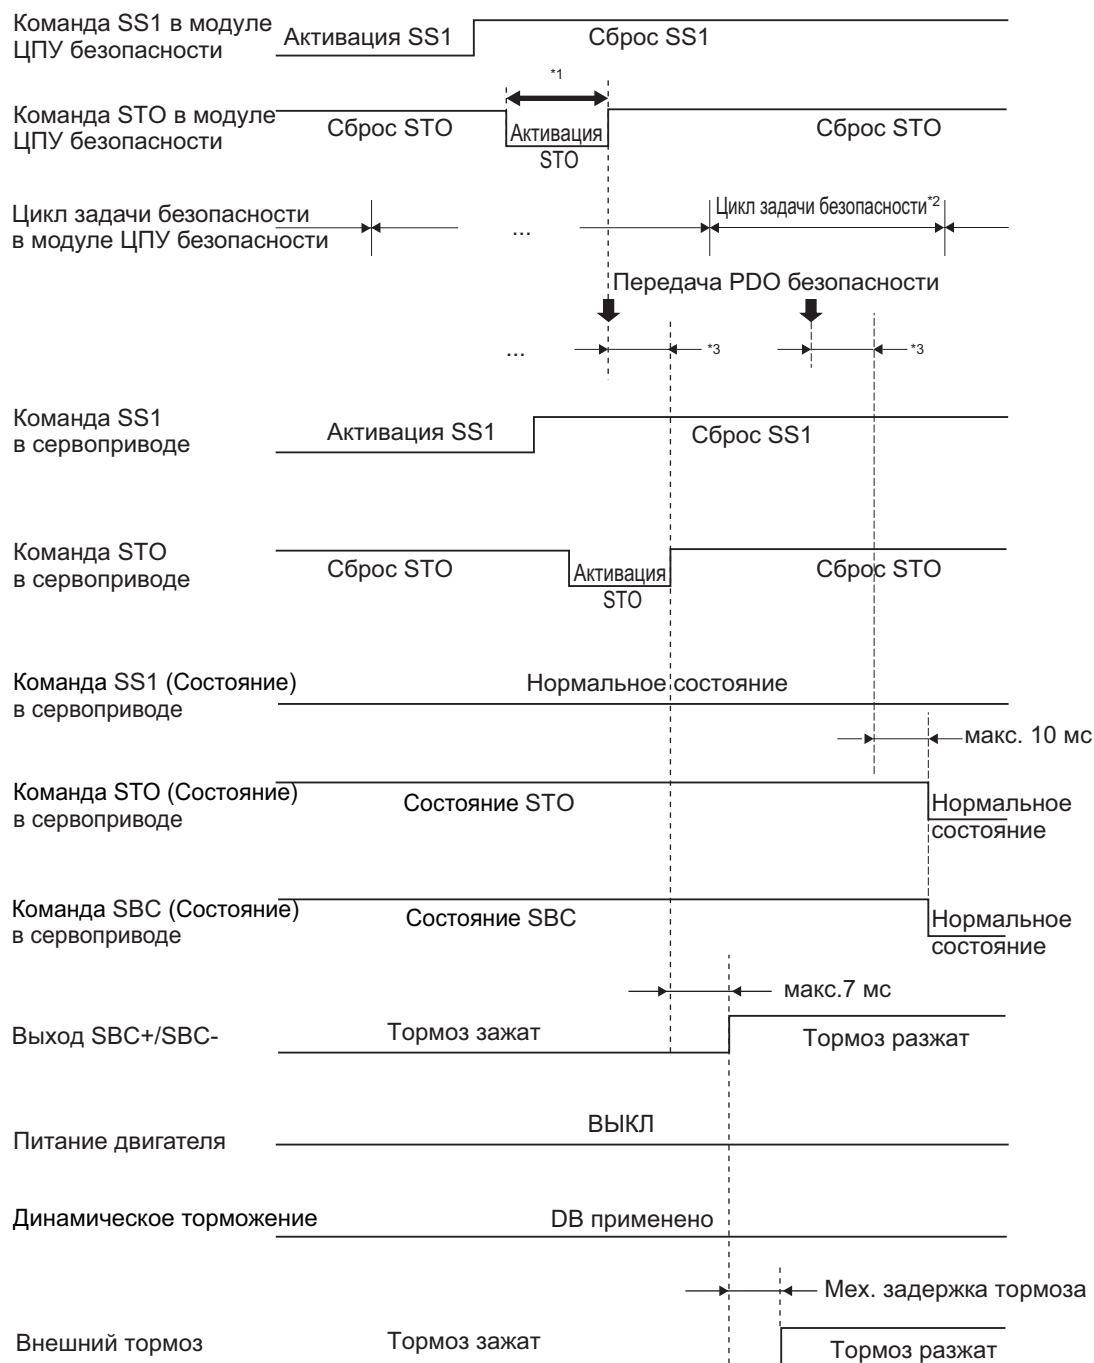 Команда SS1 в модуле
ЦПУ безопасности
Активация SS1
Сброс SS1
*1
Команда STO в модуле
ЦПУ безопасности
Сброс STO
Активация
STO
Сброс STO
Цикл задачи безопасности
в модуле ЦПУ безопасности
...
Цикл задачи безопасности*2
Передача PDO безопасности
...
*3
*3
Команда SS1
в сервоприводе
Активация SS1
Сброс SS1
Команда STO
в сервоприводе
Сброс STO
Активация
STO
Сброс STO
Команда SS1 (Состояние)
в сервоприводе
Нормальное состояние
макс. 10 мс
Команда STO (Состояние)
в сервоприводе
Состояние STO
Нормальное
состояние
Команда SBC (Состояние)
в сервоприводе
Состояние SBC
Нормальное
состояние
макс.7 мс
Выход SBC+/SBC-
Тормоз зажат
Тормоз разжат
Питание двигателя
ВЫКЛ
Динамическое торможение
DB применено
Мех. задержка тормоза
Внешний тормоз
Тормоз зажат
Тормоз разжат